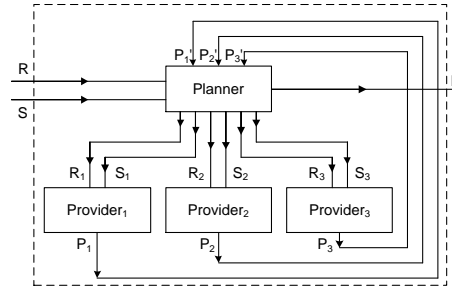 P1' P2' P3'
R
Planner
S
R1 S1 R2 S2 R3 S3
Provider1 Provider2 Provider3
P1 P2 P3